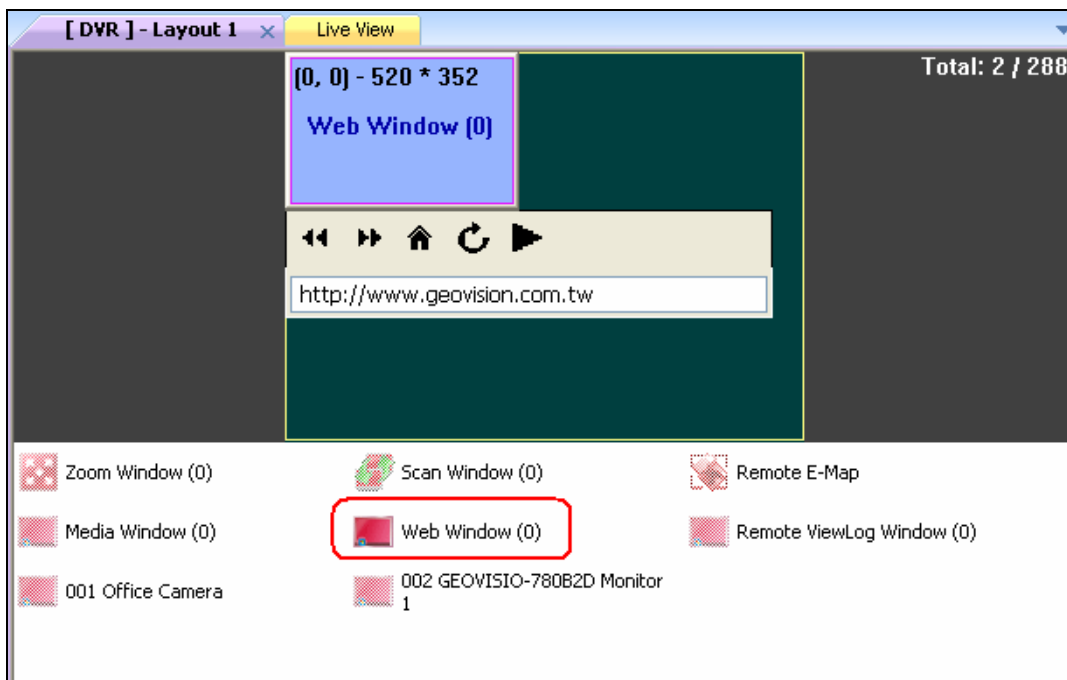 [ DVR ] - Layout 1
Live View
Total: 2 / 288
(0, 0) - 520 * 352
Web Window (0)
http://www.geovision.com.tw
Zoom Window (0)
Scan Window (0)
Remote E-Map
Media Window (0)
Web Window (0)
Remote ViewLog Window (0)
001 Office Camera
002 GEOVISIO-780B2D Monitor
1